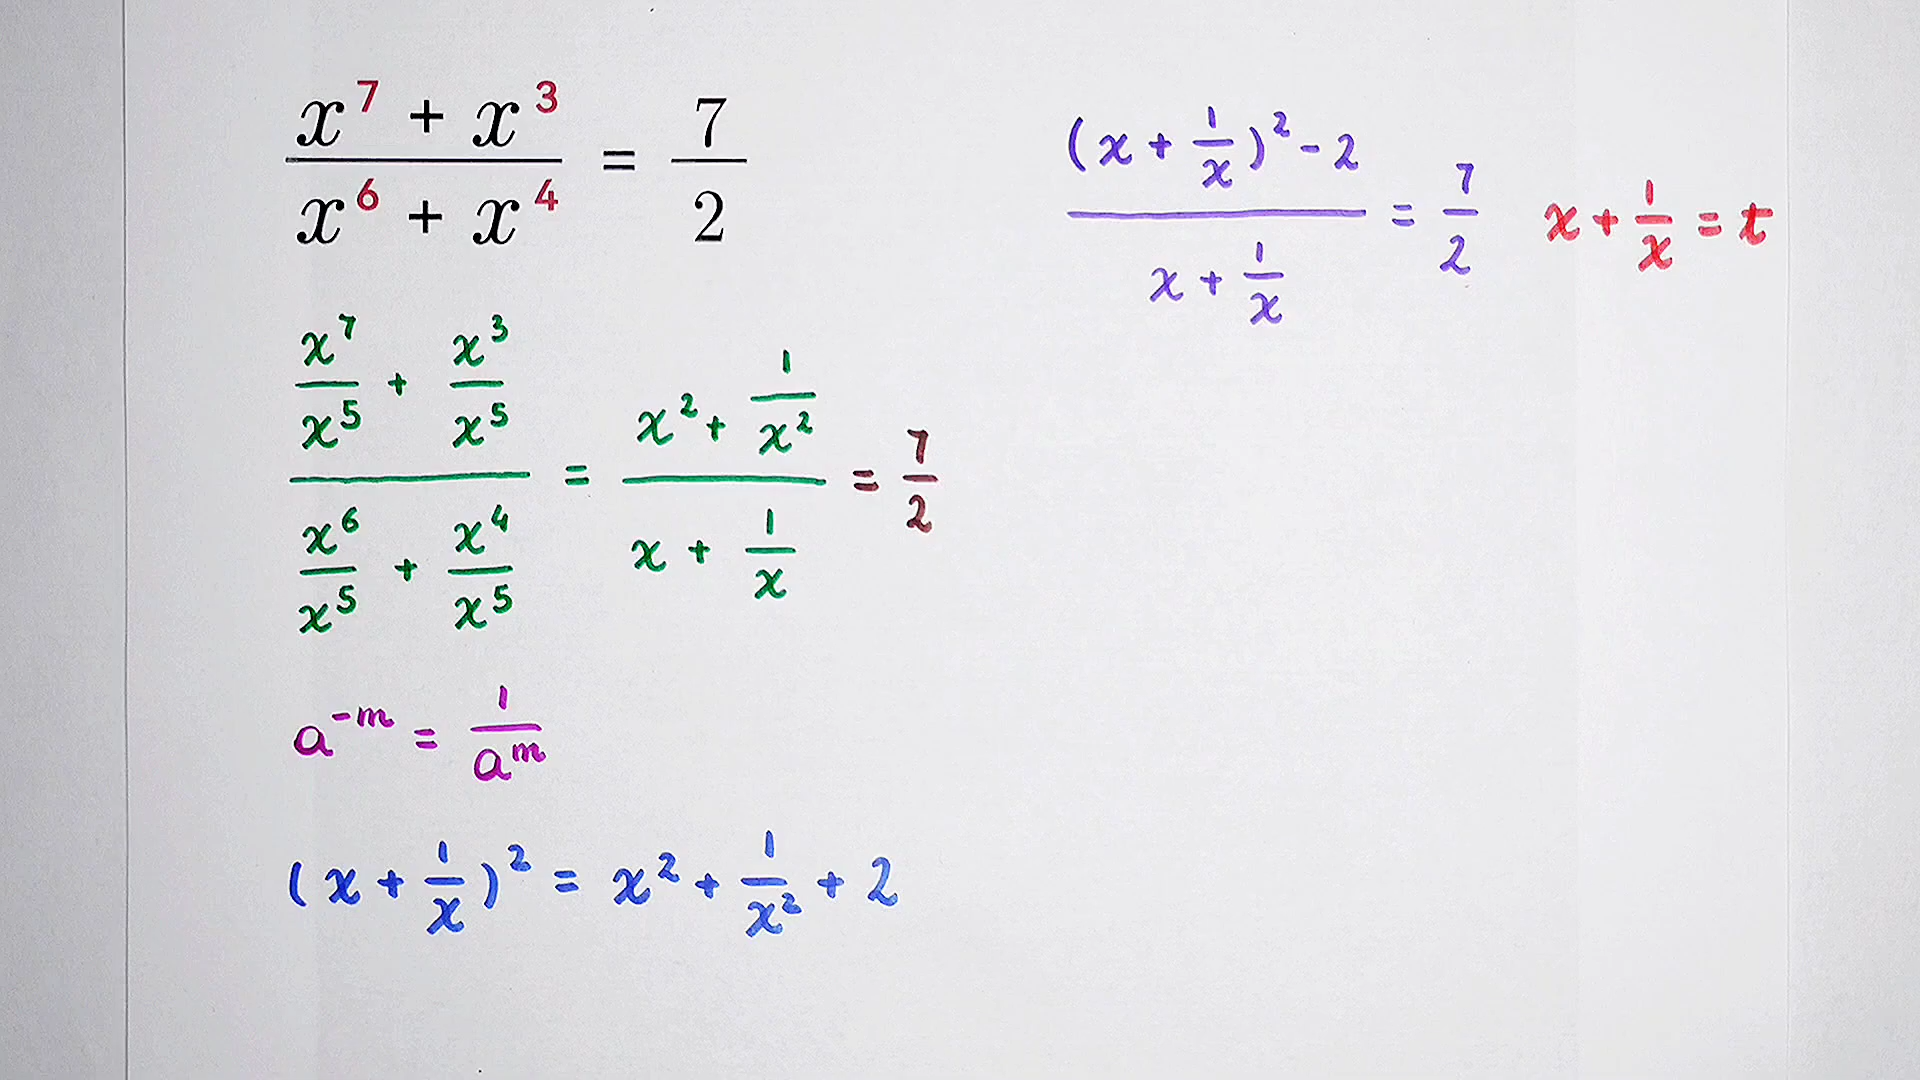 x^7 + x^3 / x^6 + x^4 = 7/2
x^7/x^5 + x^3/x^5 / x^6/x^5 + x^4/x^5 = x^2 + 1/x^2 / x + 1/x = 7/2
a^-m = 1/a^m
(x + 1/x)^2 = x^2 + 1/x^2 + 2
(x + 1/x)^2 - 2 / x + 1/x = 7/2   x + 1/x = t